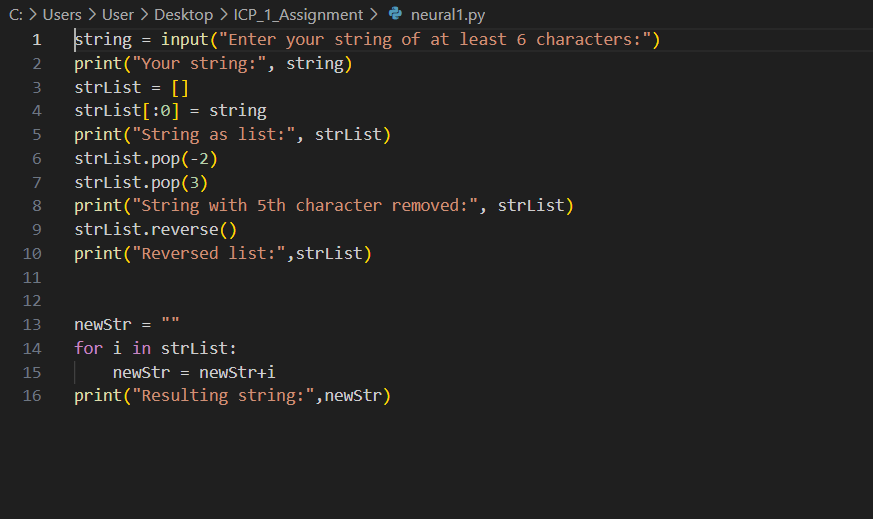 C: > Users > User > Desktop > ICP_1_Assignment > neural1.py
1 string = input("Enter your string of at least 6 characters:")
2 print("Your string:", string)
3 strList = []
4 strList[:0] = string
5 print("String as list:", strList)
6 strList.pop(-2)
7 strList.pop(3)
8 print("String with 5th character removed:", strList)
9 strList.reverse()
10 print("Reversed list:",strList)
11
12
13 newStr = ""
14 for i in strList:
15     newStr = newStr+i
16 print("Resulting string:",newStr)